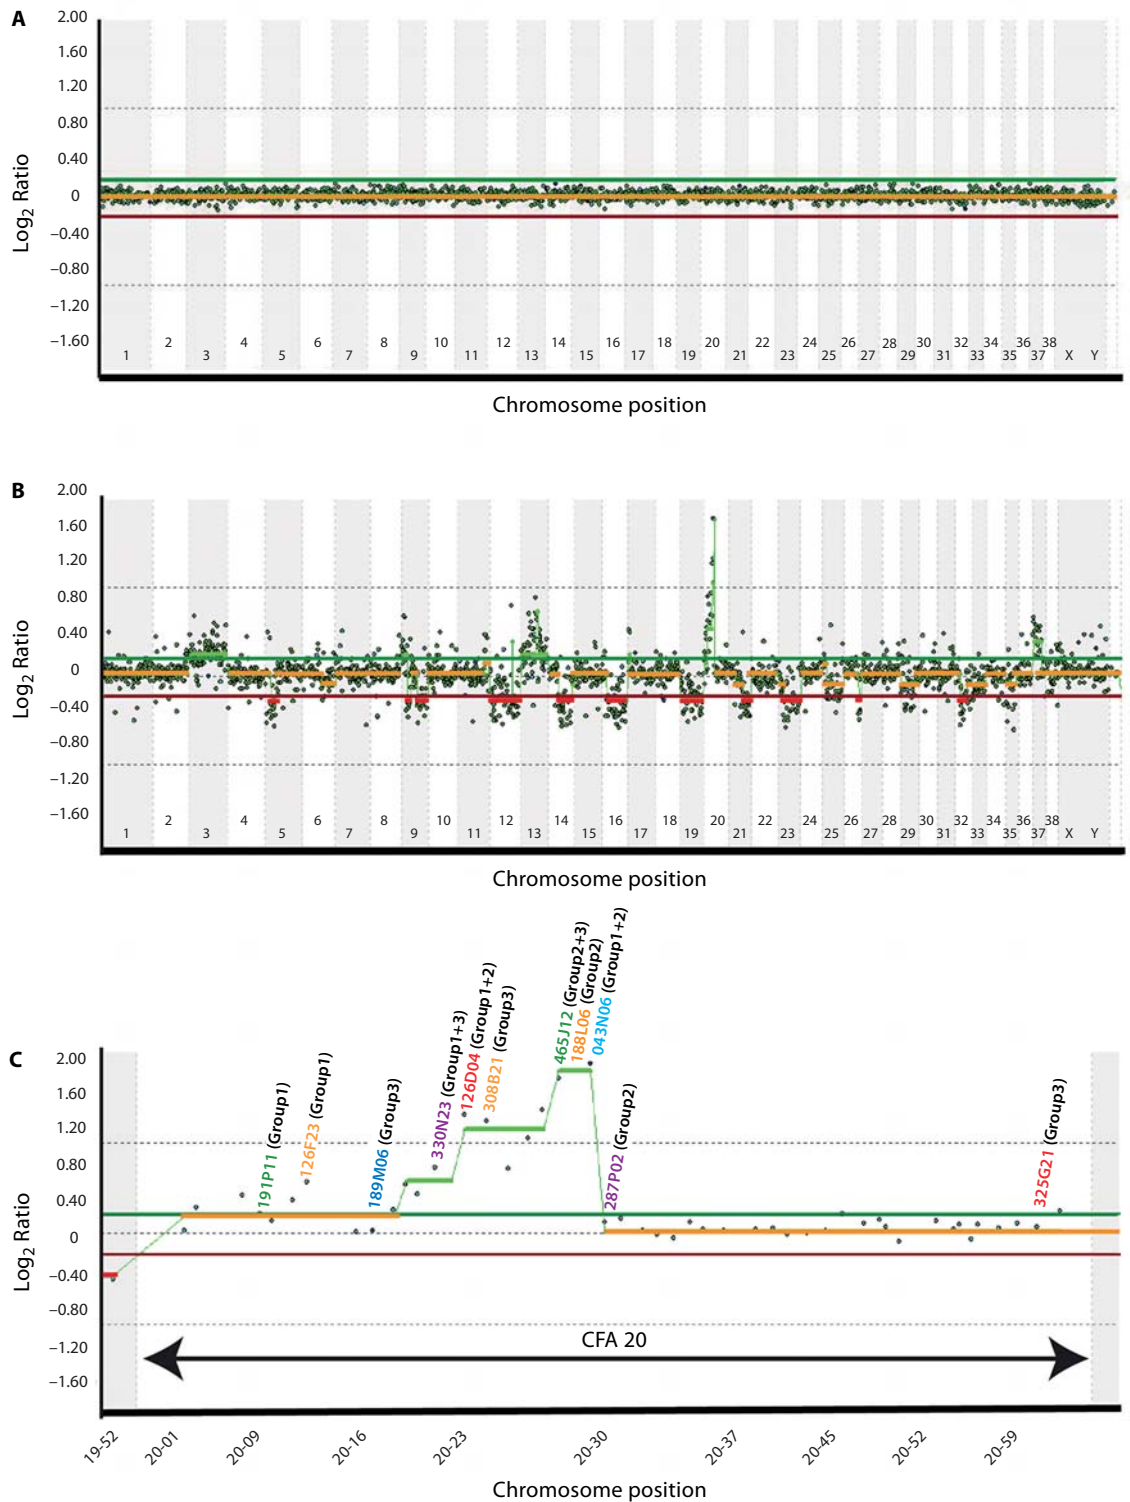 A
2.00
1.60
1.20
0.80
0.40
0
−0.40
−0.80
−1.20
−1.60
Log2 Ratio
1 2 3 4 5 6 7 8 9 10 11 12 13 14 15 16 17 18 19 20 21 22 23 24 25 26 27 28 29 30 31 32 33 34 35 36 37 38 X Y
Chromosome position
B
2.00
1.60
1.20
0.80
0.40
0
−0.40
−0.80
−1.20
−1.60
Log2 Ratio
1 2 3 4 5 6 7 8 9 10 11 12 13 14 15 16 17 18 19 20 21 22 23 24 25 26 27 28 29 30 31 32 33 34 35 36 37 38 X Y
Chromosome position
C
2.00
1.60
1.20
0.80
0.40
0
−0.40
−0.80
−1.20
−1.60
Log2 Ratio
191P11 (Group1)
126F23 (Group1)
189M06 (Group3)
330N23 (Group1+3)
126D04 (Group1+2)
308B21 (Group3)
465J12 (Group2+3)
188L06 (Group2)
043N06 (Group1+2)
287P02 (Group2)
325G21 (Group3)
CFA 20
19-52
20-01
20-09
20-16
20-23
20-30
20-37
20-45
20-52
20-59
Chromosome position